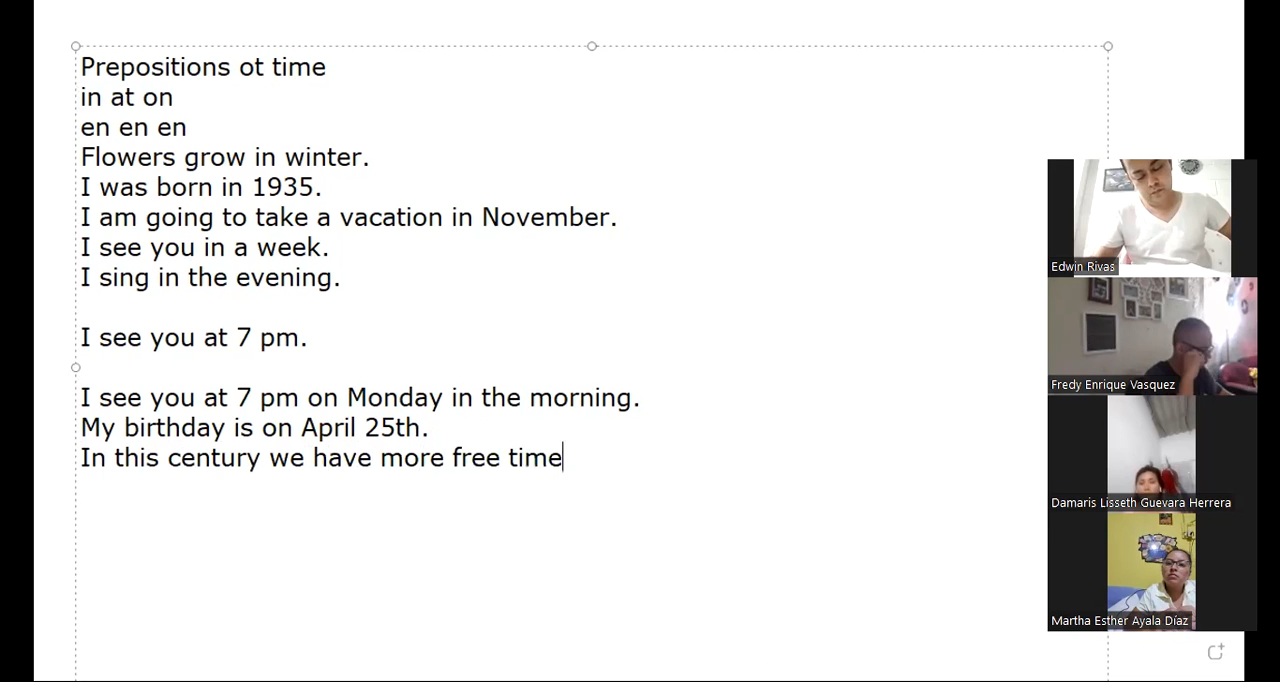 Prepositions ot time
in at on
en en en
Flowers grow in winter.
I was born in 1935.
I am going to take a vacation in November.
I see you in a week.
I sing in the evening.
I see you at 7 pm.
I see you at 7 pm on Monday in the morning.
My birthday is on April 25th.
In this century we have more free time
Edwin Rivas
Fredy Enrique Vasquez
Damaris Lisseth Guevara Herrera
Martha Esther Ayala Díaz